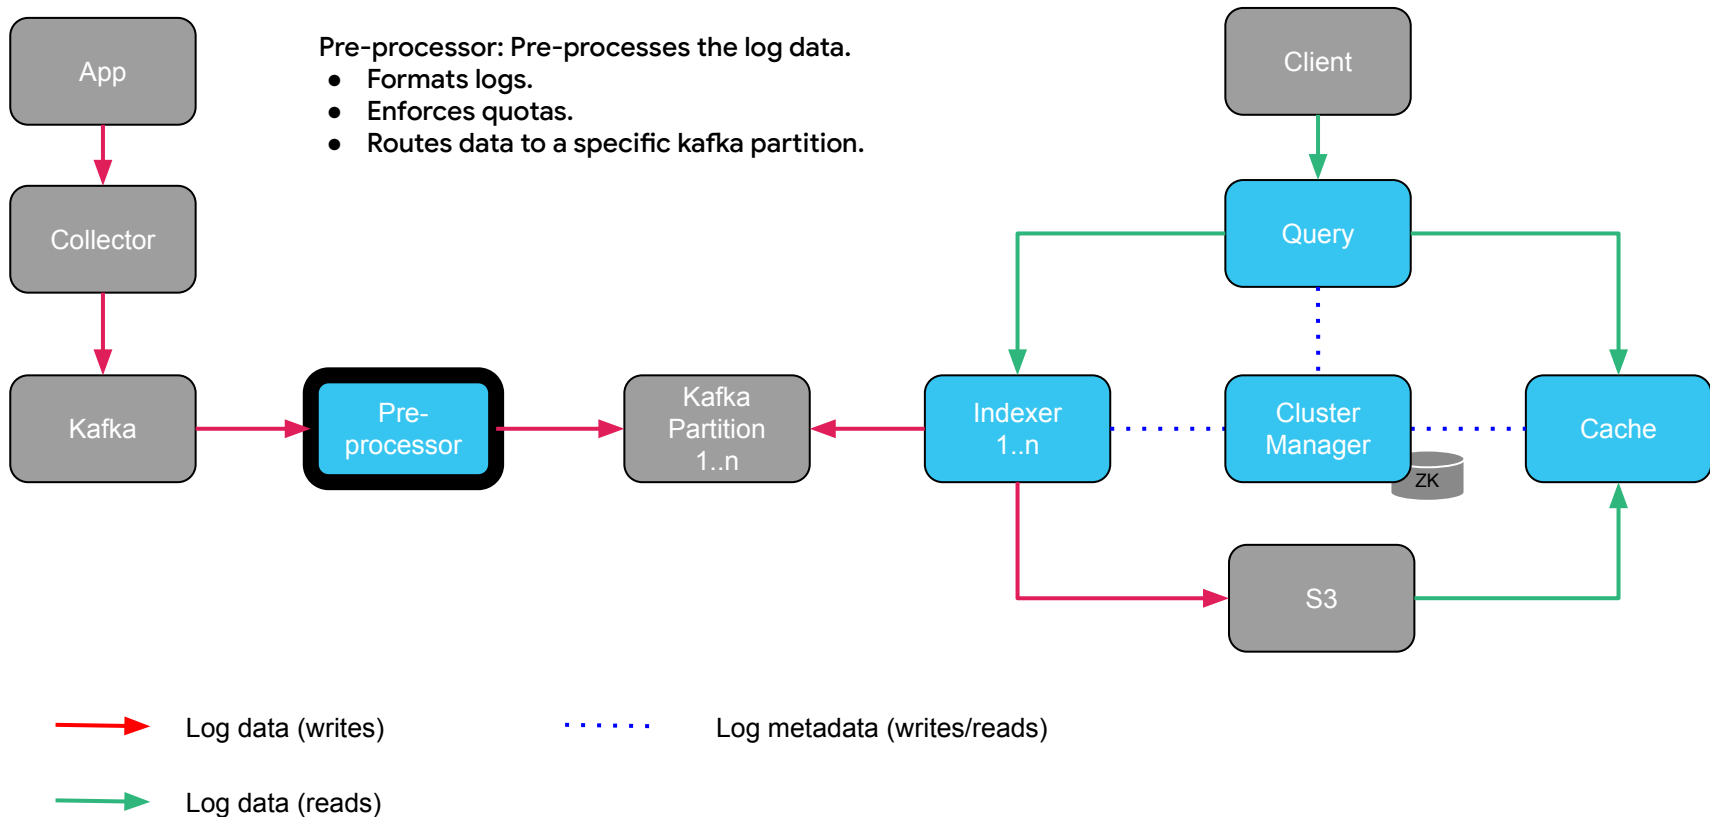 App
Pre-processor: Pre-processes the log data.
● Formats logs.
● Enforces quotas.
● Routes data to a specific kafka partition.
Client
Collector
Query
Kafka
Pre-
processor
Kafka
Partition
1..n
Indexer
1..n
Cluster
Manager
Cache
ZK
S3
Log data (writes)
Log metadata (writes/reads)
Log data (reads)